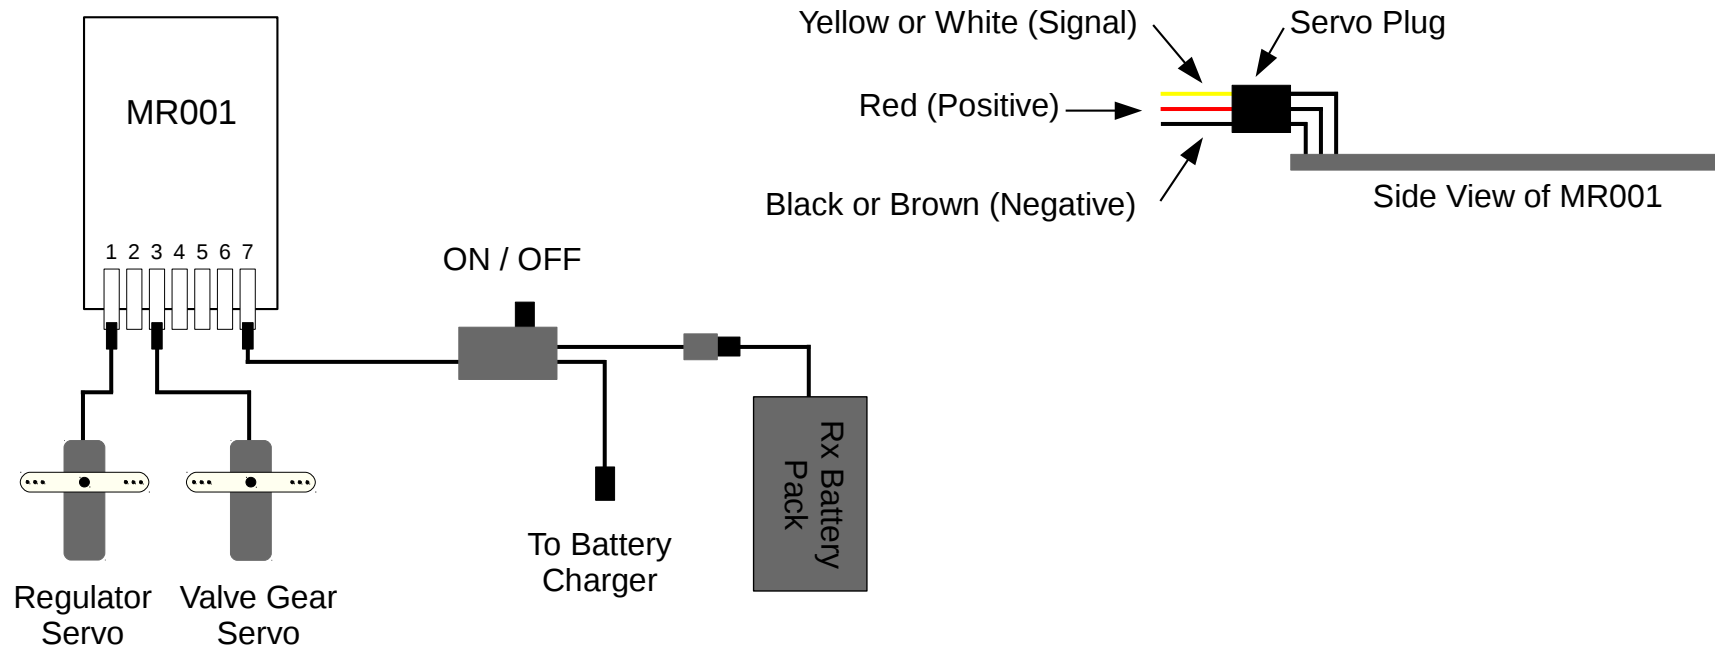 Yellow or White (Signal)
Servo Plug
Red (Positive)
Black or Brown (Negative)
Side View of MR001
MR001
1 2 3 4 5 6 7
ON / OFF
Rx Battery
Pack
To Battery
Charger
Regulator
Servo
Valve Gear
Servo